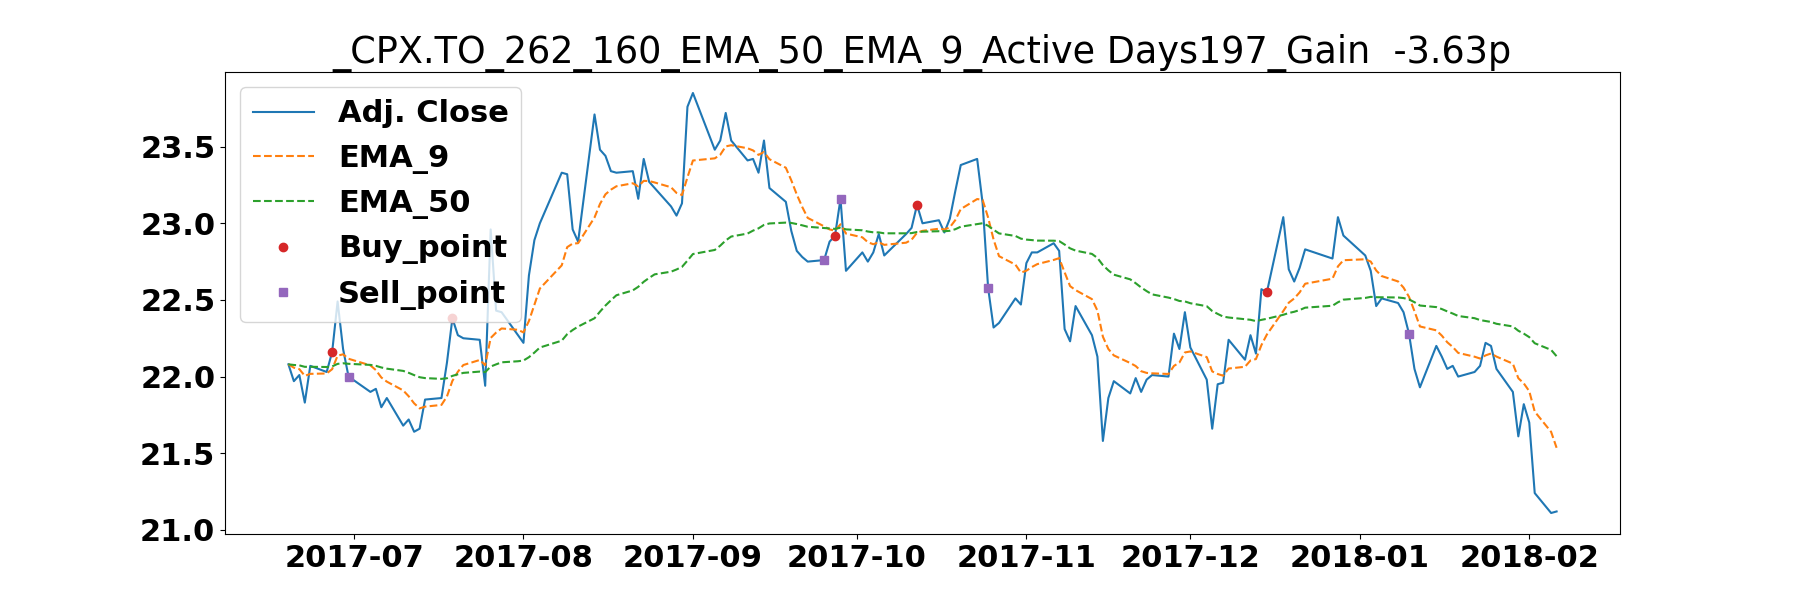 _CPX.TO_262_160_EMA_50_EMA_9_Active Days197_Gain  -3.63p
Adj. Close
EMA_9
EMA_50
Buy_point
Sell_point
23.5
23.0
22.5
22.0
21.5
21.0
2017-07 2017-08 2017-09 2017-10 2017-11 2017-12 2018-01 2018-02